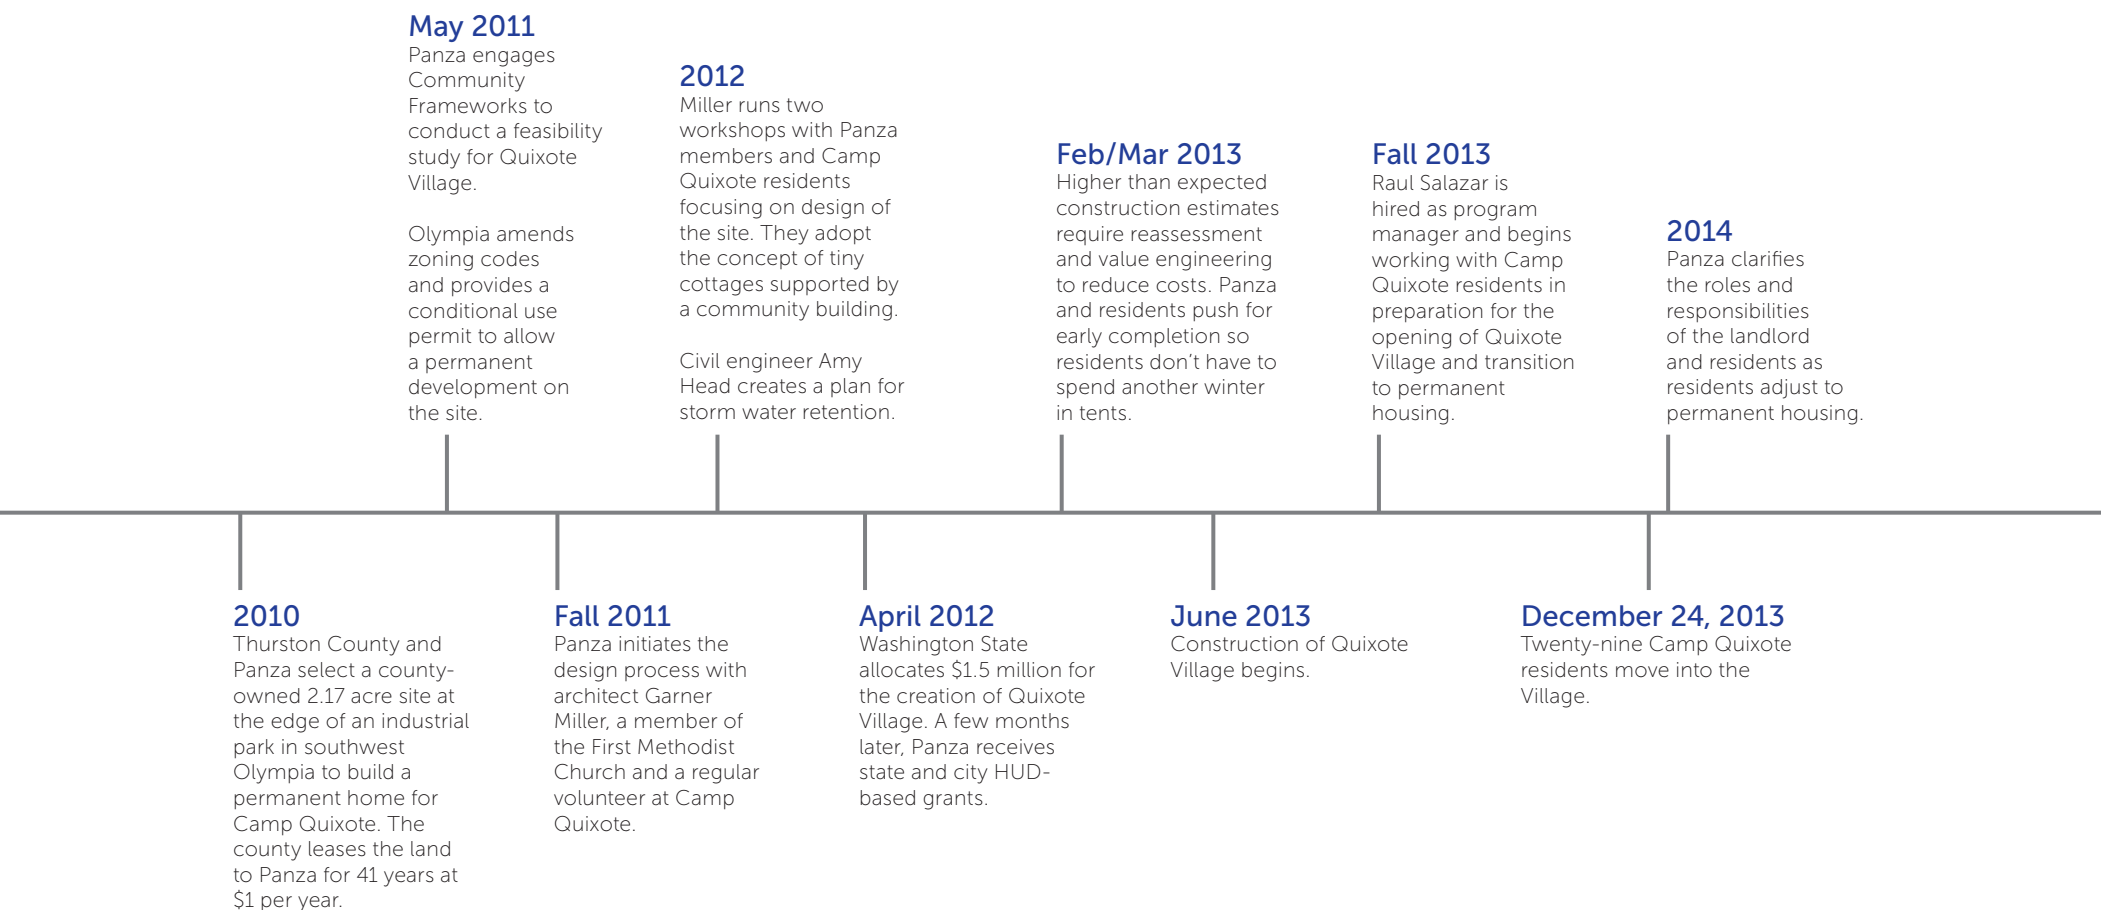 May 2011
Panza engages
Community
Frameworks to
conduct a feasibility
study for Quixote
Village.
Olympia amends
zoning codes
and provides a
conditional use
permit to allow
a permanent
development on
the site.
2012
Miller runs two
workshops with Panza
members and Camp
Quixote residents
focusing on design of
the site. They adopt
the concept of tiny
cottages supported by
a community building.
Civil engineer Amy
Head creates a plan for
storm water retention.
Feb/Mar 2013
Higher than expected
construction estimates
require reassessment
and value engineering
to reduce costs. Panza
and residents push for
early completion so
residents don't have to
spend another winter
in tents.
Fall 2013
Raul Salazar is
hired as program
manager and begins
working with Camp
Quixote residents in
preparation for the
opening of Quixote
Village and transition
to permanent
housing.
2014
Panza clarifies
the roles and
responsibilities
of the landlord
and residents as
residents adjust to
permanent housing.
2010
Thurston County and
Panza select a county-
owned 2.17 acre site at
the edge of an industrial
park in southwest
Olympia to build a
permanent home for
Camp Quixote. The
county leases the land
to Panza for 41 years at
$1 per year.
Fall 2011
Panza initiates the
design process with
architect Garner
Miller, a member of
the First Methodist
Church and a regular
volunteer at Camp
Quixote.
April 2012
Washington State
allocates $1.5 million for
the creation of Quixote
Village. A few months
later, Panza receives
state and city HUD-
based grants.
June 2013
Construction of Quixote
Village begins.
December 24, 2013
Twenty-nine Camp Quixote
residents move into the
Village.